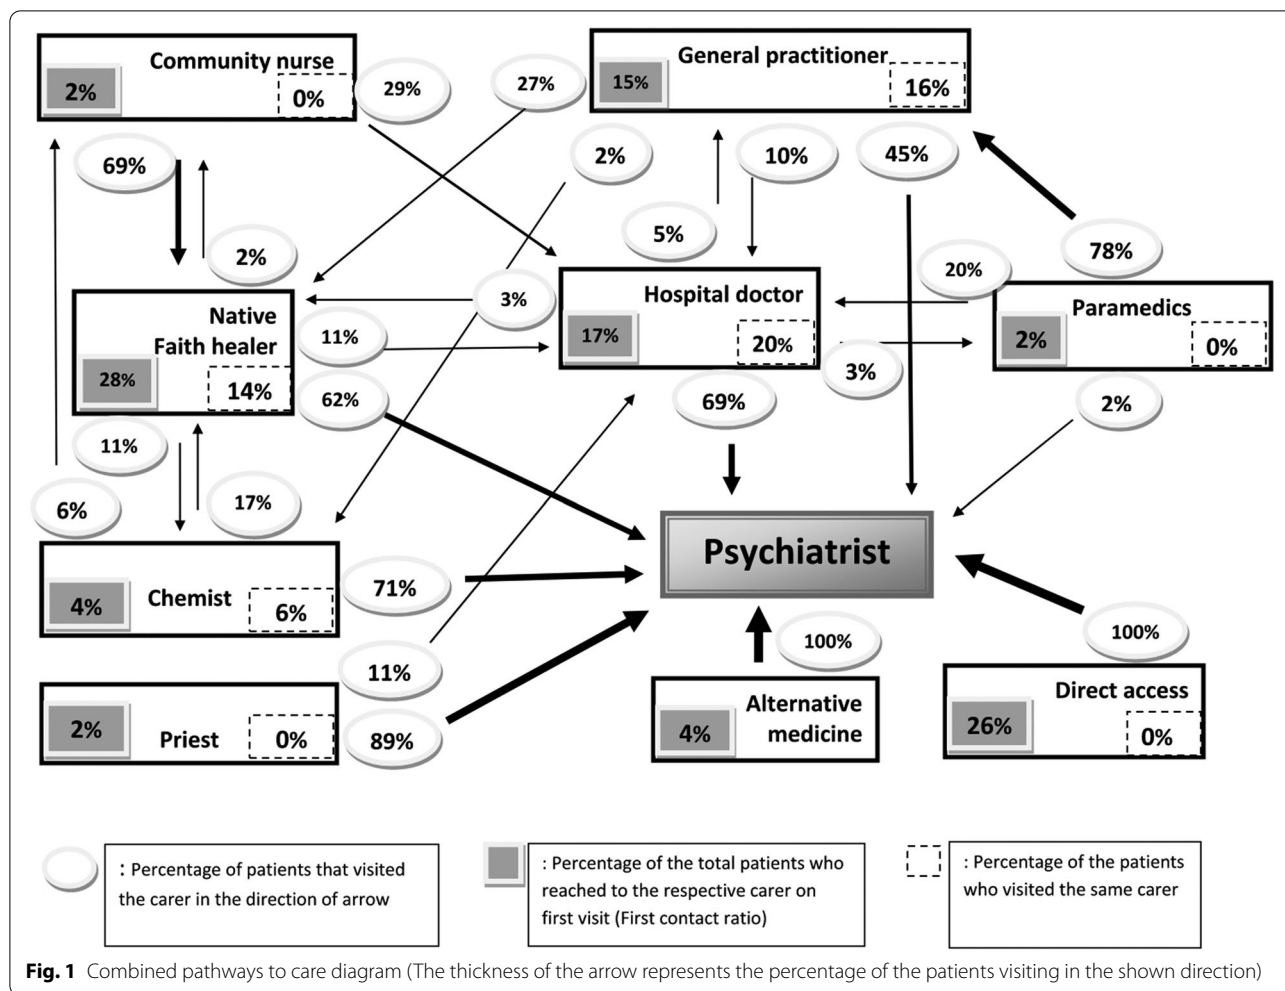 Community nurse
2%
0%
29%
27%
General practitioner
15%
16%
69%
2%
10%
45%
2%
5%
78%
20%
3%
Native
Faith healer
28%
14%
11%
62%
Hospital doctor
17%
20%
3%
Paramedics
2%
0%
69%
2%
11%
17%
6%
Chemist
4%
6%
71%
Psychiatrist
11%
100%
100%
Priest
2%
0%
89%
Alternative
medicine
4%
Direct access
26%
0%
: Percentage of patients that visited
the carer in the direction of arrow
: Percentage of the total patients who
reached to the respective carer on
first visit (First contact ratio)
: Percentage of the patients
who visited the same carer
Fig. 1 Combined pathways to care diagram (The thickness of the arrow represents the percentage of the patients visiting in the shown direction)